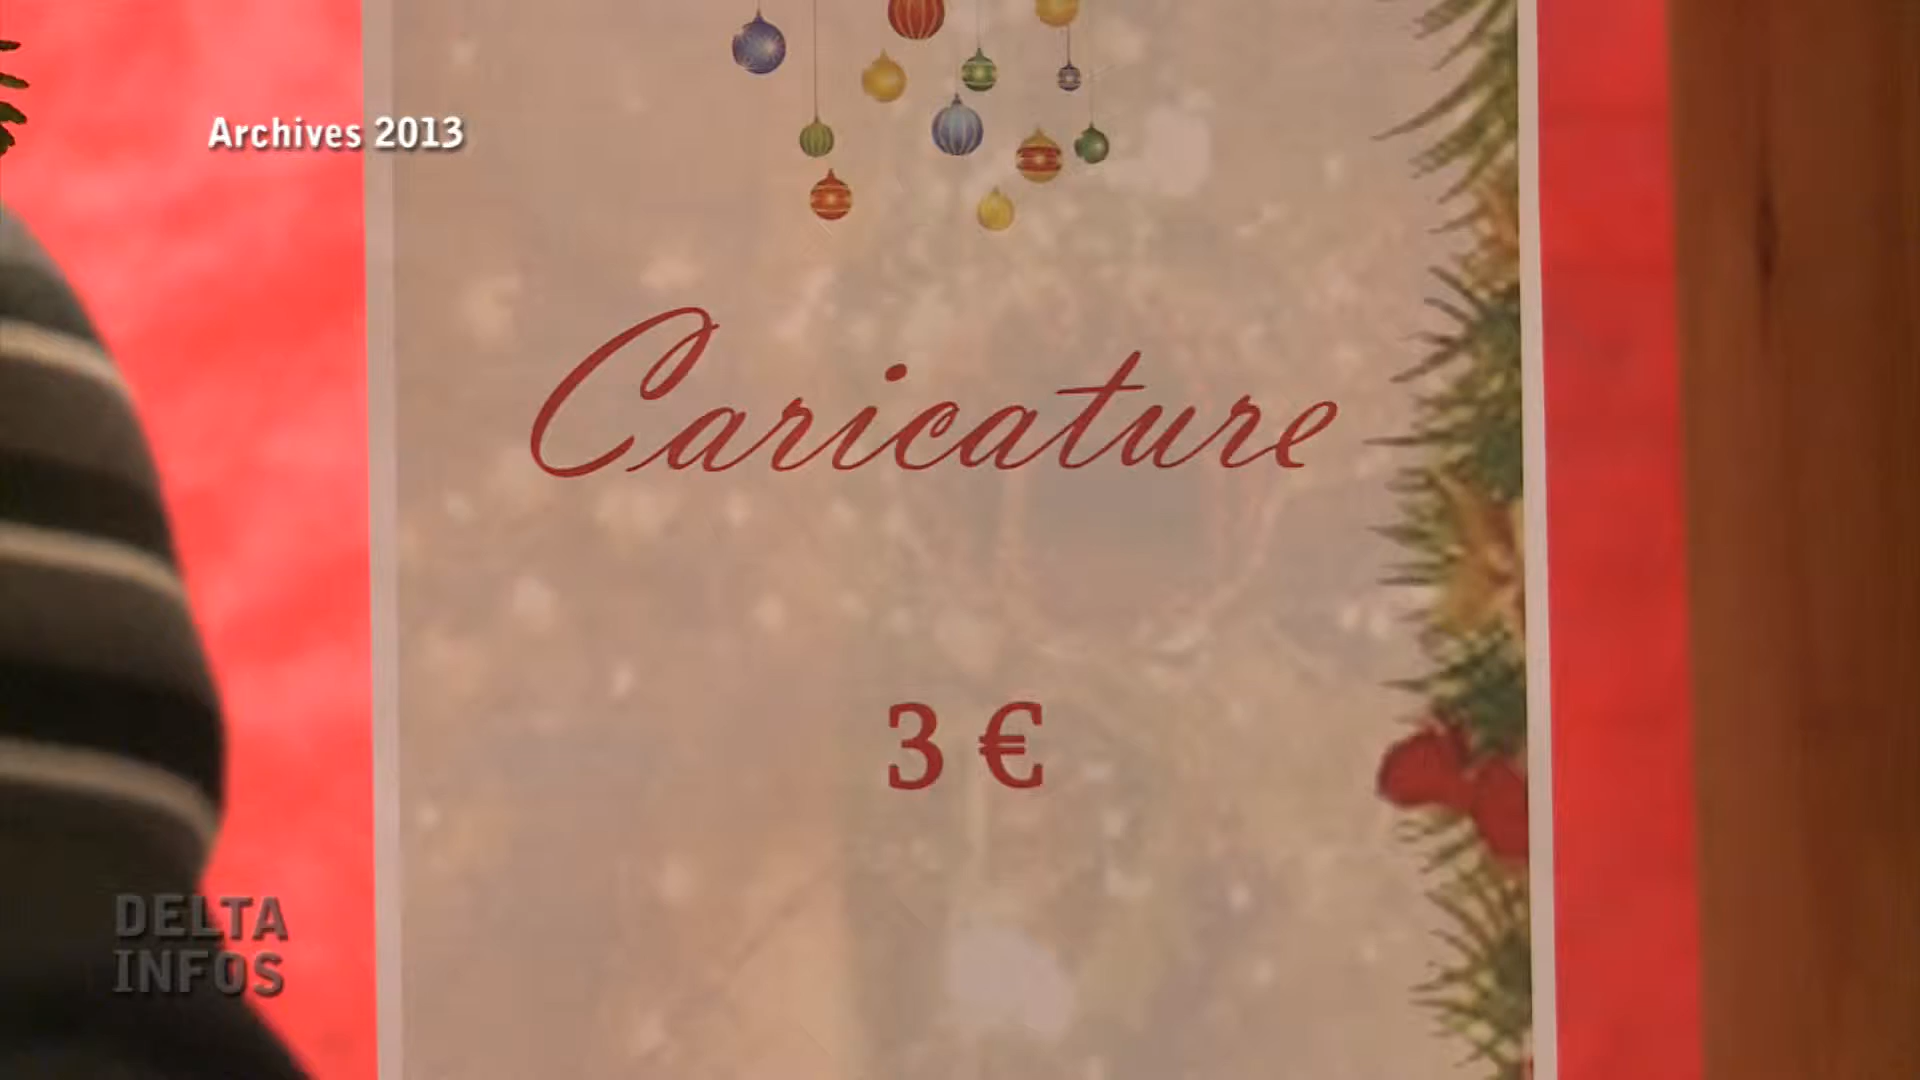 Archives 2013
Caricature
3 €
DELTA
INFOS